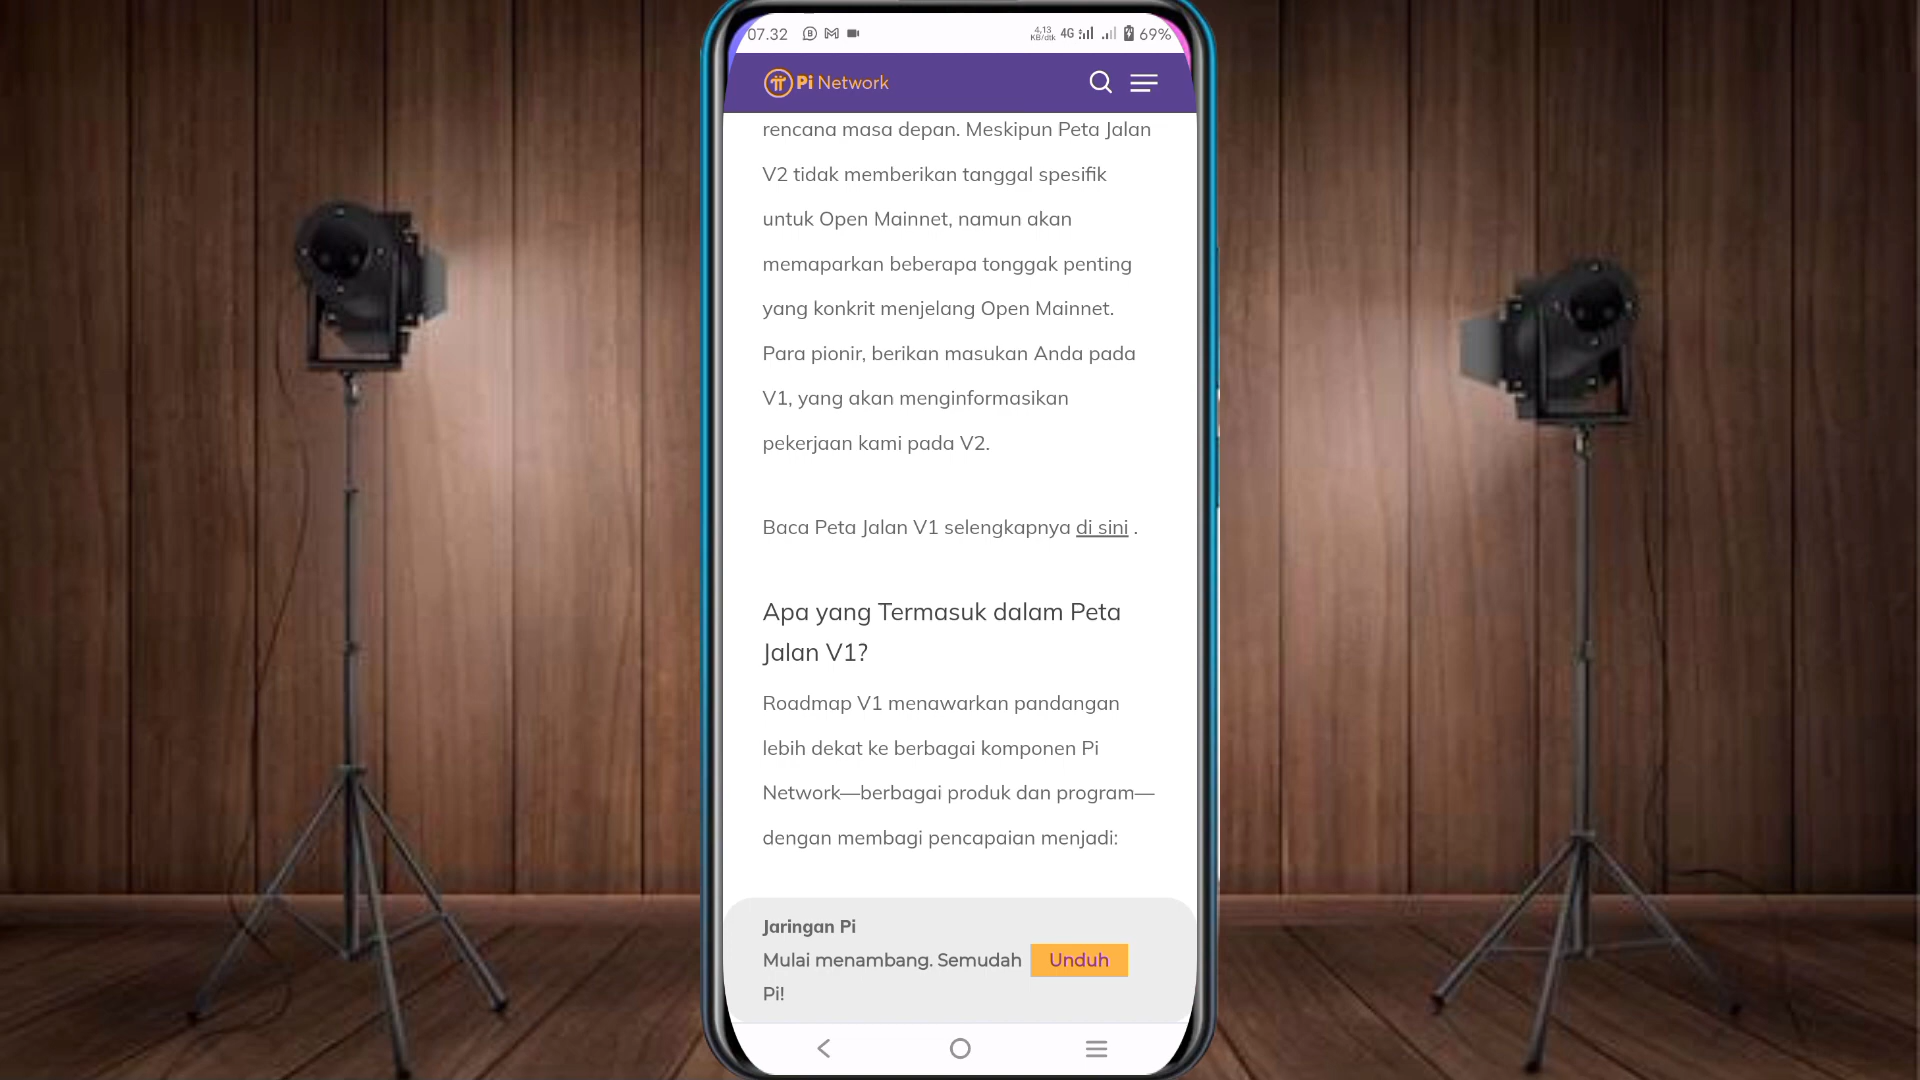 07.32
4,13 KB/dtk 4G 69%
Pi Network
rencana masa depan. Meskipun Peta Jalan
V2 tidak memberikan tanggal spesifik
untuk Open Mainnet, namun akan
memaparkan beberapa tonggak penting
yang konkrit menjelang Open Mainnet.
Para pionir, berikan masukan Anda pada
V1, yang akan menginformasikan
pekerjaan kami pada V2.
Baca Peta Jalan V1 selengkapnya di sini .
Apa yang Termasuk dalam Peta
Jalan V1?
Roadmap V1 menawarkan pandangan
lebih dekat ke berbagai komponen Pi
Network—berbagai produk dan program—
dengan membagi pencapaian menjadi:
Jaringan Pi
Mulai menambang. Semudah Unduh
Pi!